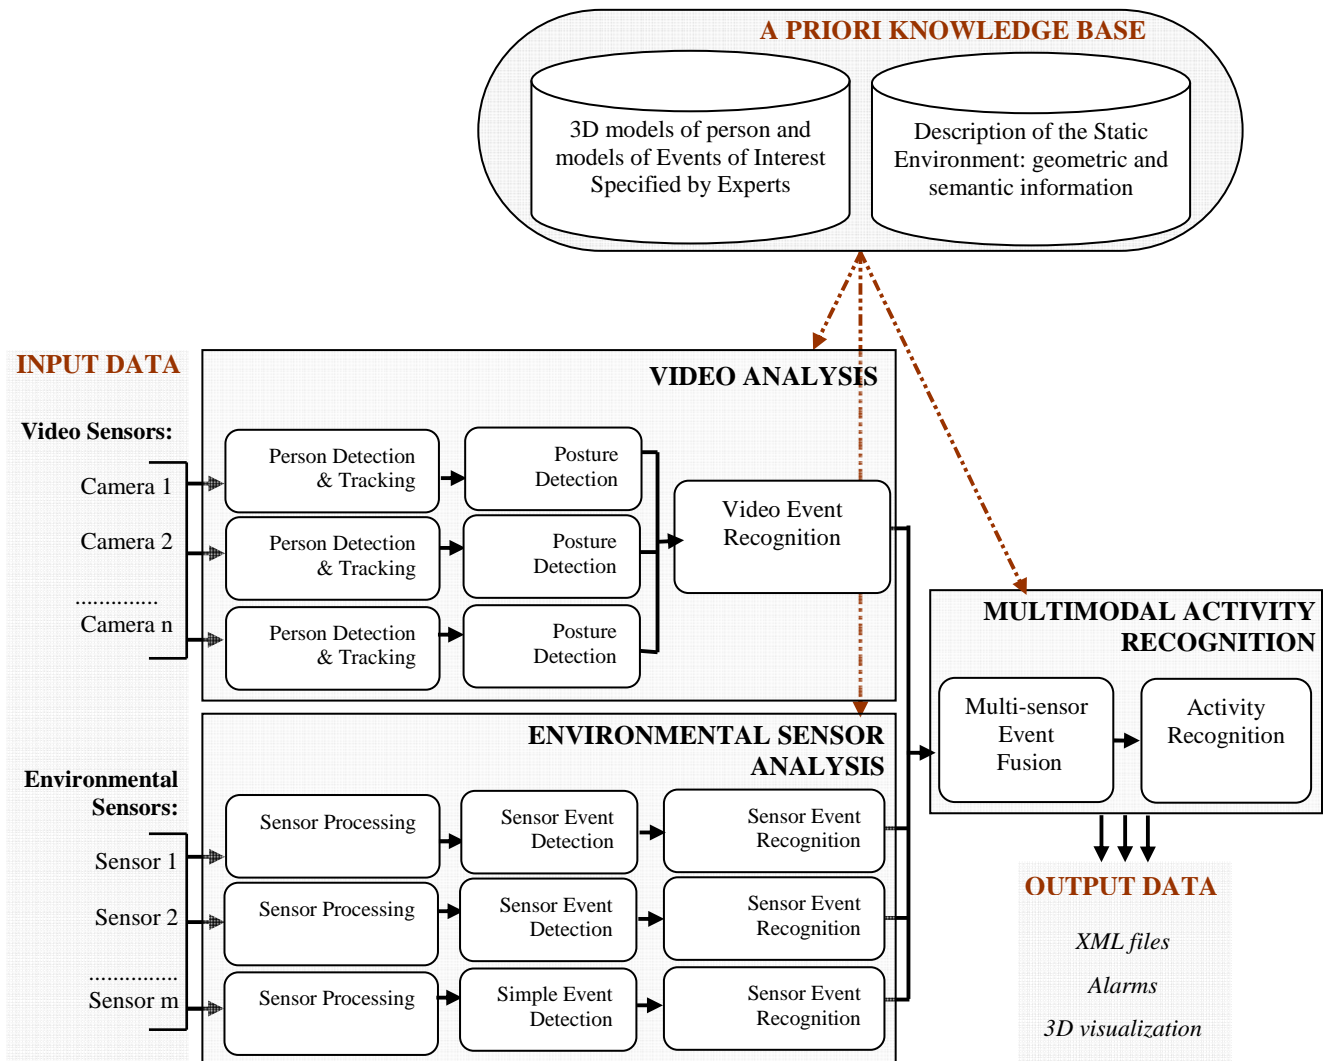 A PRIORI KNOWLEDGE BASE
3D models of person and
models of Events of Interest
Specified by Experts
Description of the Static
Environment: geometric and
semantic information
INPUT DATA
Video Sensors:
Camera 1
Camera 2
..............
Camera n
VIDEO ANALYSIS
Person Detection
& Tracking
Posture
Detection
Person Detection
& Tracking
Posture
Detection
Person Detection
& Tracking
Posture
Detection
Video Event
Recognition
Environmental
Sensors:
Sensor 1
Sensor 2
...............
Sensor m
ENVIRONMENTAL SENSOR
ANALYSIS
Sensor Processing
Sensor Event
Detection
Sensor Event
Recognition
Sensor Processing
Sensor Event
Detection
Sensor Event
Recognition
Sensor Processing
Simple Event
Detection
Sensor Event
Recognition
MULTIMODAL ACTIVITY
RECOGNITION
Multi-sensor
Event
Fusion
Activity
Recognition
OUTPUT DATA
XML files
Alarms
3D visualization